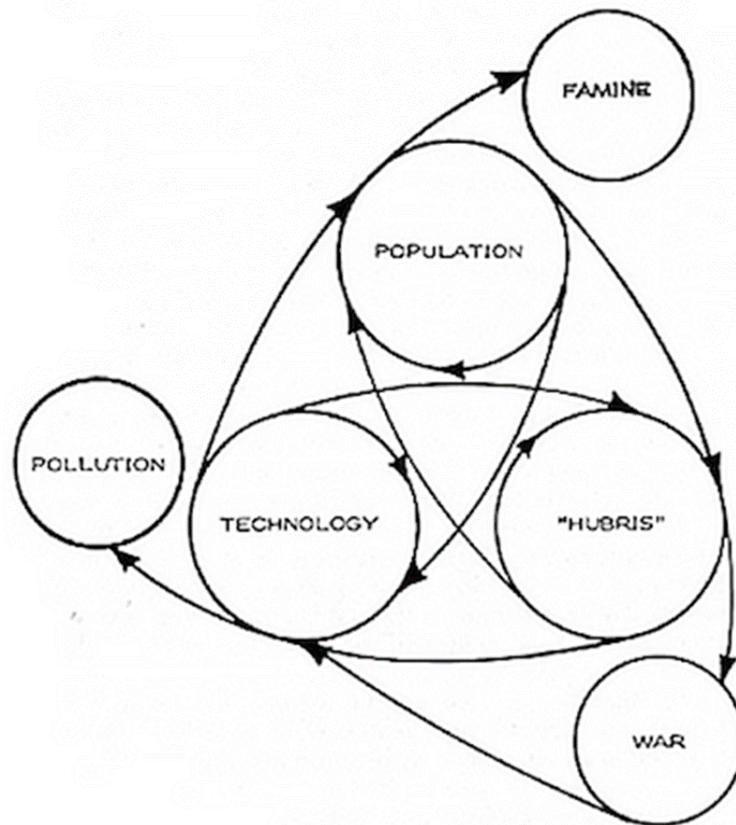 FAMINE
POPULATION
POLLUTION
TECHNOLOGY
"HUBRIS"
WAR